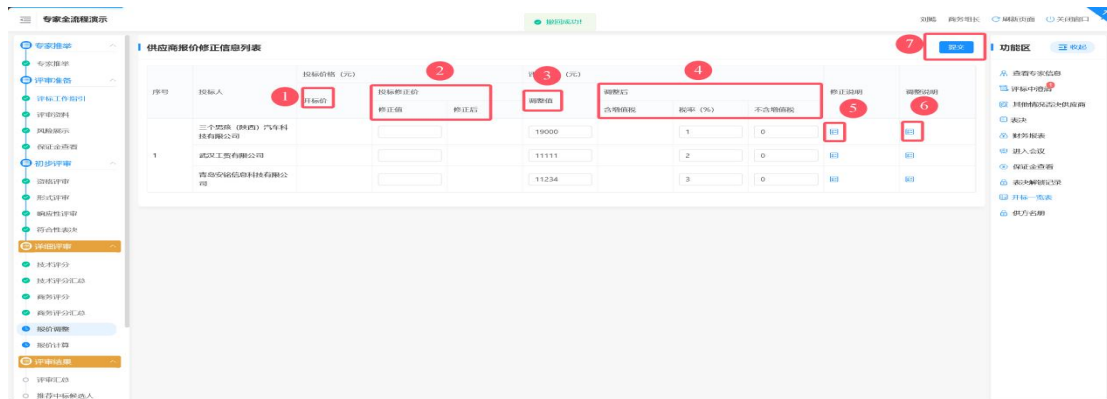 专家全流程演示
撤回成功!
刘鹏 商务组长 刷新页面 关闭窗口
专家推举
专家推举
评审准备
评标工作指引
评审资料
风险展示
保证金查看
初步评审
资格评审
形式评审
响应性评审
符合性表决
详细评审
技术评分
技术评分汇总
商务评分
商务评分汇总
报价调整
报价计算
评审结果
评审汇总
推荐中标候选人
供应商报价修正信息列表
7
提交
投标价格（元）
2
3
（元）
4
序号
投标人
1
开标价
投标修正价
调整值
调整后
修正说明
调整说明
修正值
修正后
含增值税
税率（%）
不含增值税
5
6
三个男孩（陕西）汽车科技有限公司
19000
1
0
1
武汉工贸有限公司
11111
2
0
青岛安铭信息科技有限公司
11234
3
0
功能区
收起
查看专家信息
评标中澄清
其他情况否决供应商
表决
财务报表
进入会议
保证金查看
表决解锁记录
开标一览表
供方名册